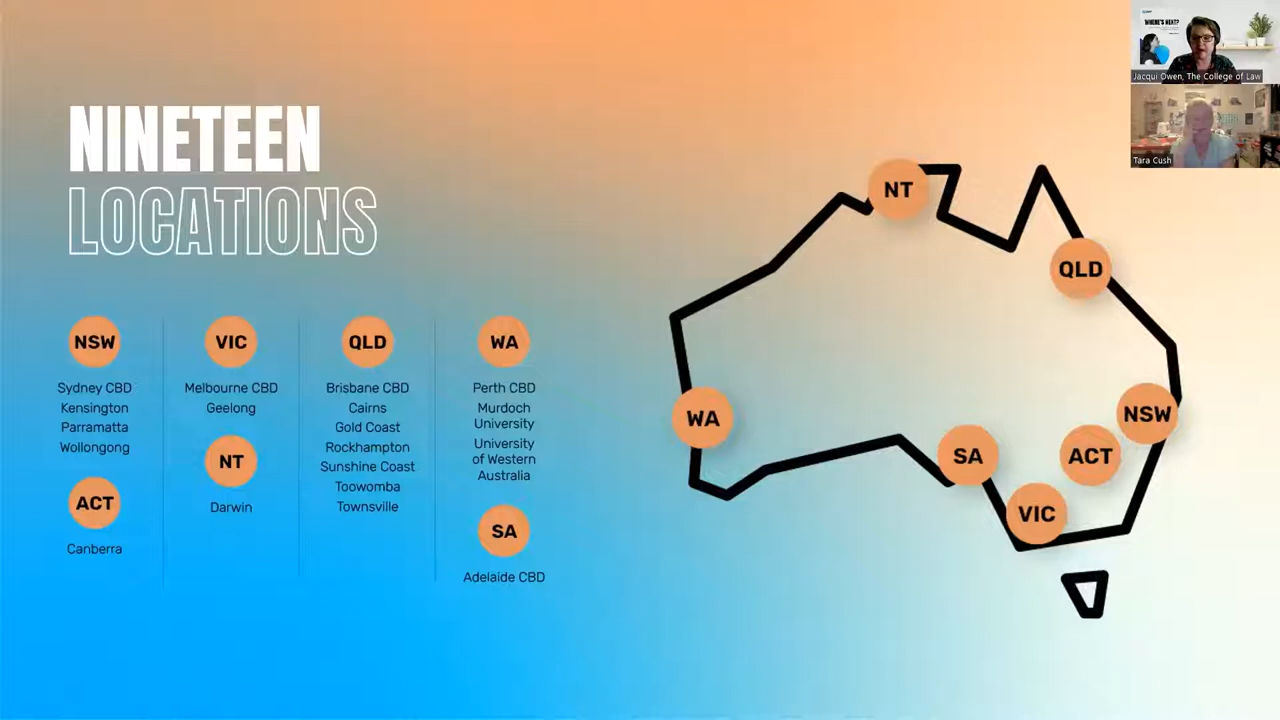 NINETEEN
LOCATIONS
NSW
Sydney CBD
Kensington
Parramatta
Wollongong
ACT
Canberra
VIC
Melbourne CBD
Geelong
NT
Darwin
QLD
Brisbane CBD
Cairns
Gold Coast
Rockhampton
Sunshine Coast
Toowomba
Townsville
WA
Perth CBD
Murdoch
University
University
of Western
Australia
SA
Adelaide CBD
NT
QLD
WA
SA
ACT
NSW
VIC
WHERE'S NEXT?
Jacqui Owen, The College of Law
Tara Cush